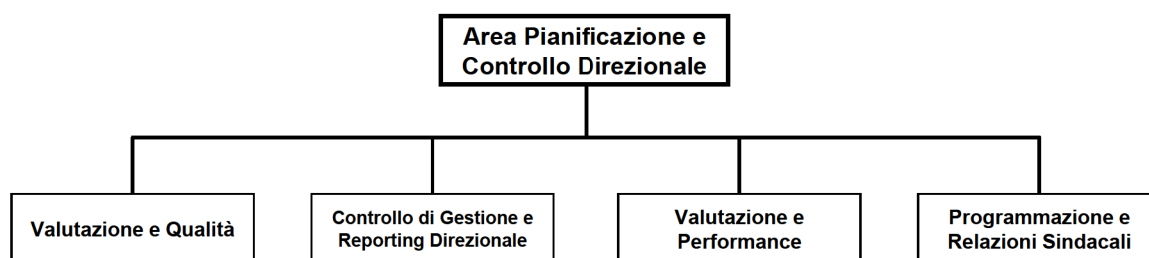 Area Pianificazione e
Controllo Direzionale
Valutazione e Qualità
Controllo di Gestione e
Reporting Direzionale
Valutazione e
Performance
Programmazione e
Relazioni Sindacali